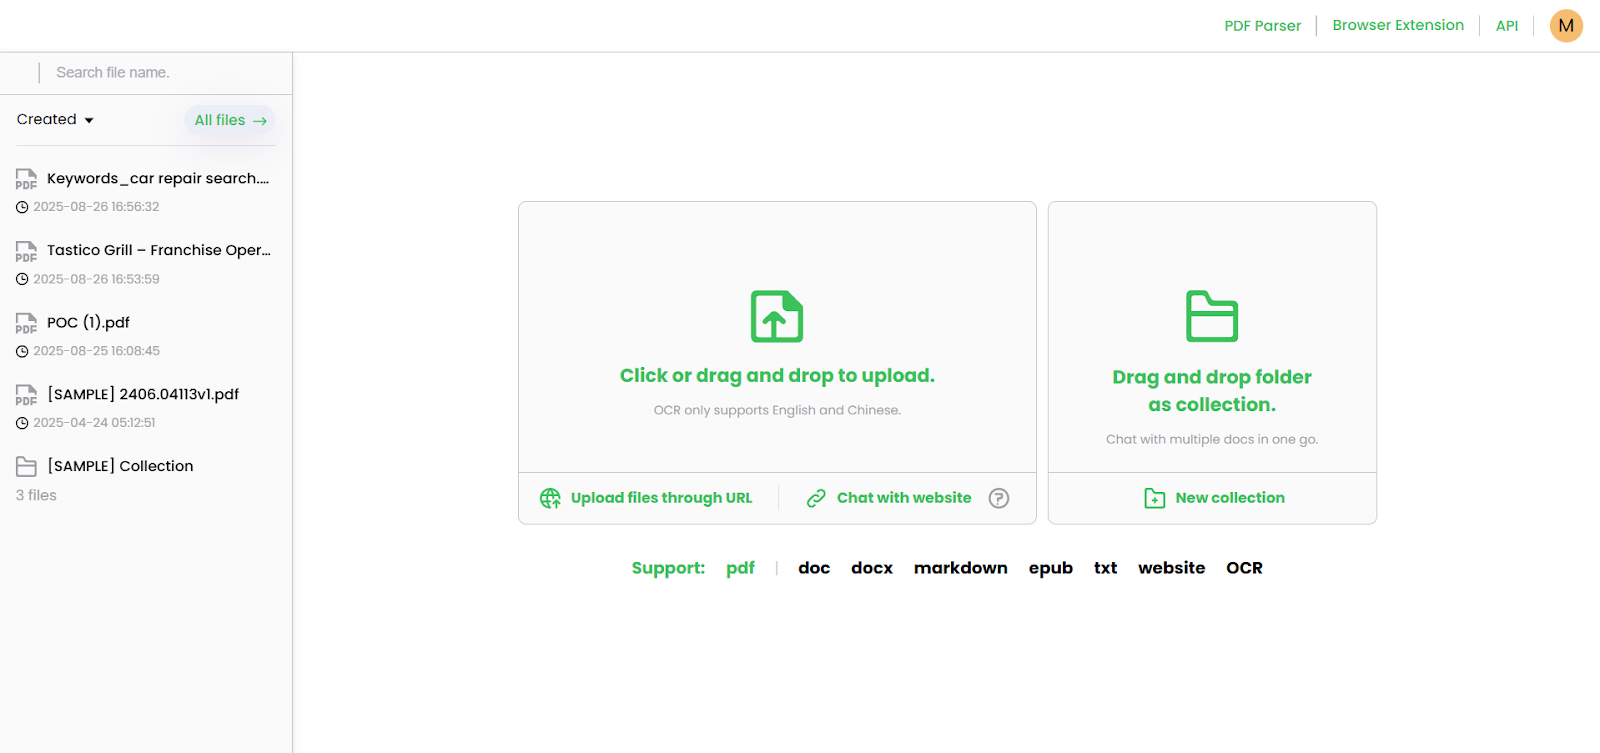 PDF Parser
Browser Extension
API
M
Search file name.
Created
All files →
PDF
Keywords_car repair search....
2025-08-26 16:56:32
PDF
Tastico Grill – Franchise Oper...
2025-08-26 16:53:59
PDF
POC (1).pdf
2025-08-25 16:08:45
PDF
[SAMPLE] 2406.04113v1.pdf
2025-04-24 05:12:51
[SAMPLE] Collection
3 files
Click or drag and drop to upload.
OCR only supports English and Chinese.
Upload files through URL
Chat with website
?
Drag and drop folder
as collection.
Chat with multiple docs in one go.
New collection
Support: pdf | doc docx markdown epub txt website OCR